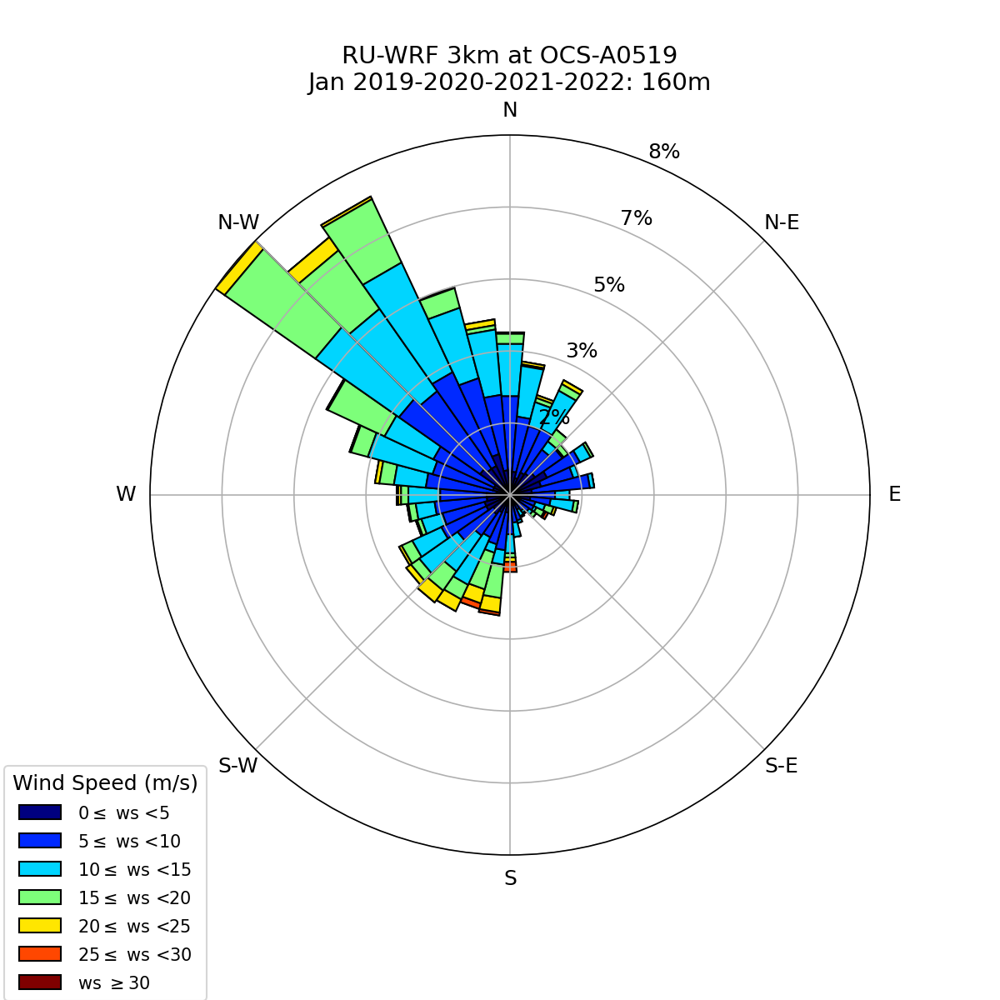 RU-WRF 3km at OCS-A0519
Jan 2019-2020-2021-2022: 160m
N
8%
N-W
7%
N-E
5%
3%
2%
W
E
S-W
S-E
S
Wind Speed (m/s)
0 ≤ ws <5
5 ≤ ws <10
10 ≤ ws <15
15 ≤ ws <20
20 ≤ ws <25
25 ≤ ws <30
ws ≥ 30